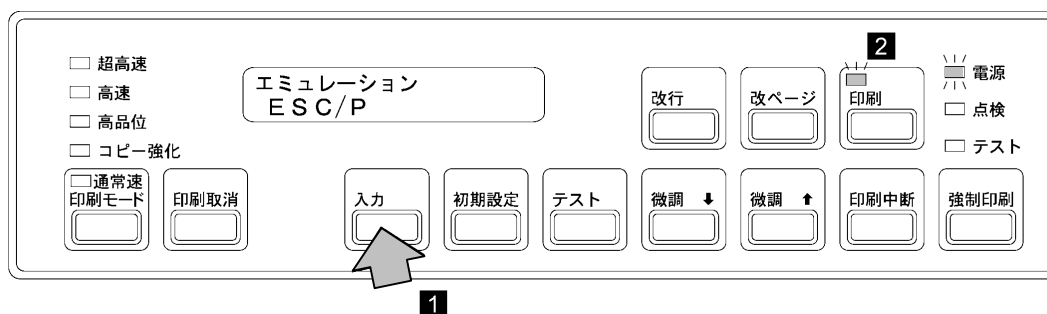 超高速
高速
高品位
コピー強化
通常速
印刷モード
印刷取消
エミュレーション
ESC/P
入力
初期設定
テスト
改行
改ページ
2
印刷
電源
点検
テスト
微調 ⬇
微調 ⬆
印刷中断
強制印刷
1